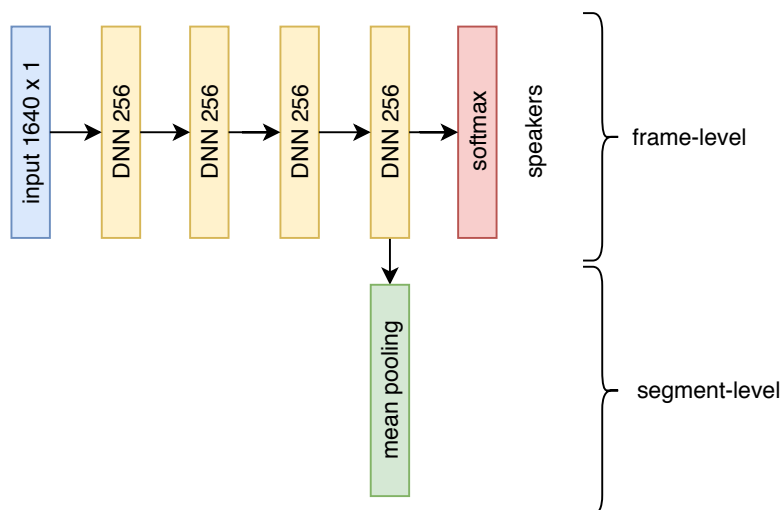 input 1640 x 1
DNN 256
DNN 256
DNN 256
DNN 256
softmax
speakers
frame-level
mean pooling
segment-level